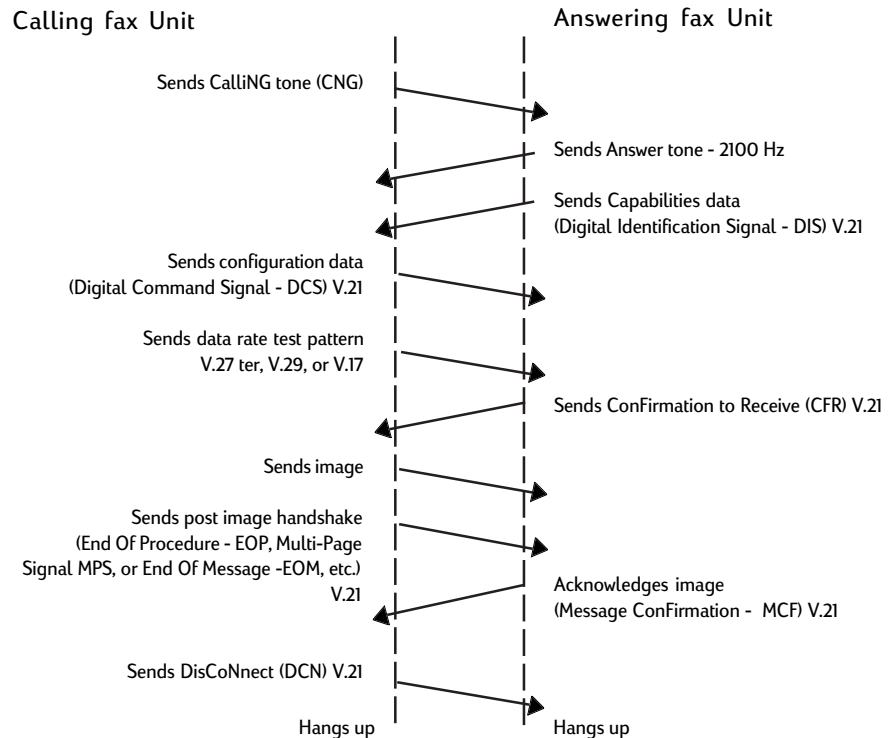 Calling fax Unit
Answering fax Unit
Sends CalliNG tone (CNG)
Sends Answer tone - 2100 Hz
Sends Capabilities data
(Digital Identification Signal - DIS) V.21
Sends configuration data
(Digital Command Signal - DCS) V.21
Sends data rate test pattern
V.27 ter, V.29, or V.17
Sends ConFirmation to Receive (CFR) V.21
Sends image
Sends post image handshake
(End Of Procedure - EOP, Multi-Page
Signal MPS, or End Of Message -EOM, etc.)
V.21
Acknowledges image
(Message ConFirmation - MCF) V.21
Sends DisCoNnect (DCN) V.21
Hangs up
Hangs up